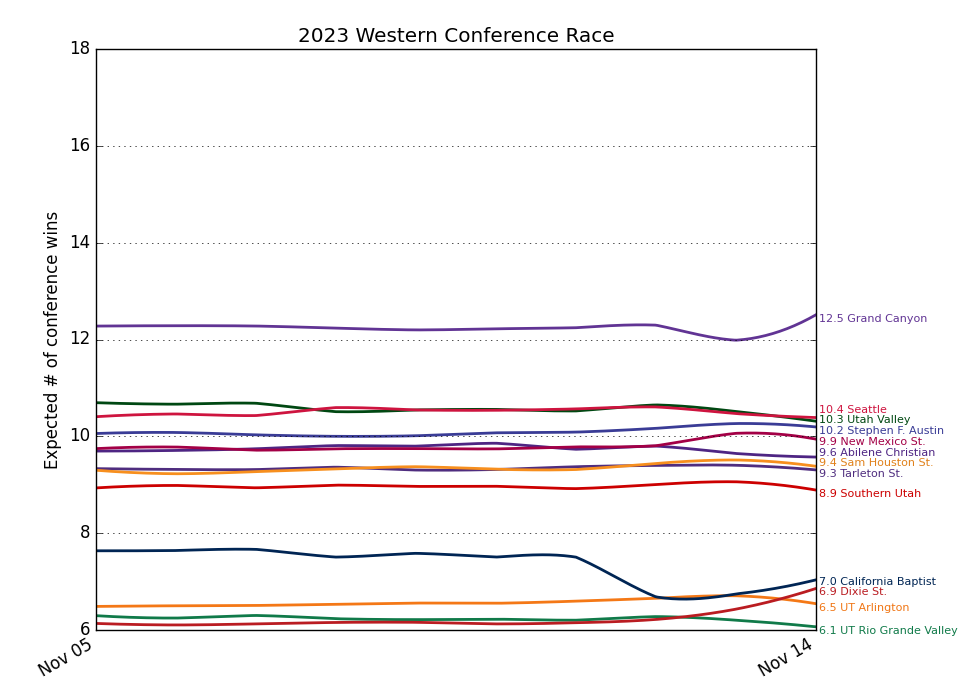 2023 Western Conference Race
Expected # of conference wins
18
16
14
12
10
8
6
Nov 05
Nov 14
12.5 Grand Canyon
10.4 Seattle
10.3 Utah Valley
10.2 Stephen F. Austin
9.9 New Mexico St.
9.6 Abilene Christian
9.4 Sam Houston St.
9.3 Tarleton St.
8.9 Southern Utah
7.0 California Baptist
6.9 Dixie St.
6.5 UT Arlington
6.1 UT Rio Grande Valley